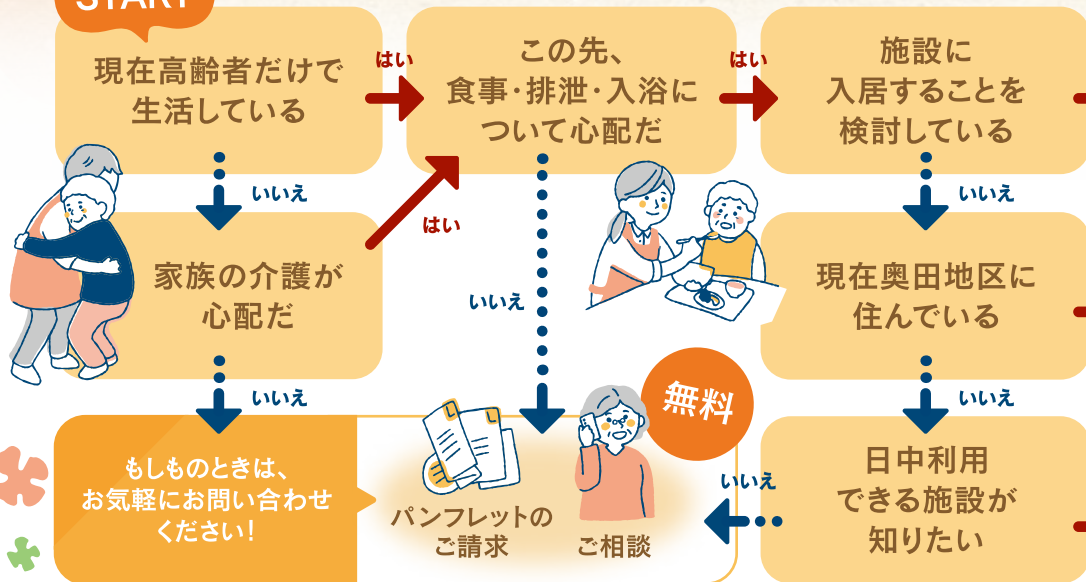 START
現在高齢者だけで
生活している
はい
この先、
食事・排泄・入浴に
ついて心配だ
はい
施設に
入居することを
検討している
いいえ
はい
いいえ
いいえ
家族の介護が
心配だ
現在奥田地区に
住んでいる
いいえ
いいえ
もしものときは、
お気軽にお問い合わせ
ください！
パンフレットの
ご請求
ご相談
無料
いいえ
日中利用
できる施設が
知りたい